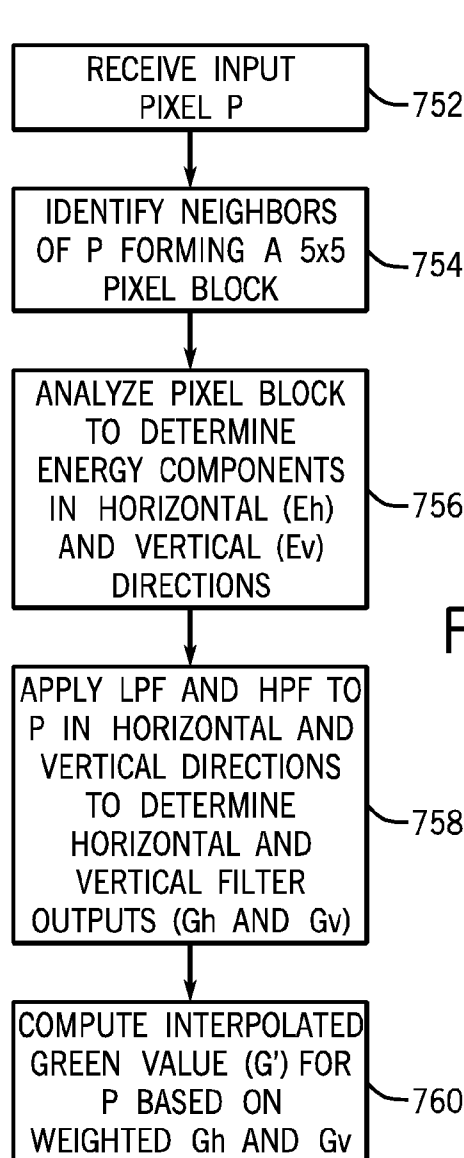 RECEIVE INPUT
PIXEL P
752
IDENTIFY NEIGHBORS
OF P FORMING A 5x5
PIXEL BLOCK
754
ANALYZE PIXEL BLOCK
TO DETERMINE
ENERGY COMPONENTS
IN HORIZONTAL (Eh)
AND VERTICAL (Ev)
DIRECTIONS
756
F
APPLY LPF AND HPF TO
P IN HORIZONTAL AND
VERTICAL DIRECTIONS
TO DETERMINE
HORIZONTAL AND
VERTICAL FILTER
OUTPUTS (Gh AND Gv)
758
COMPUTE INTERPOLATED
GREEN VALUE (G') FOR
P BASED ON
WEIGHTED Gh AND Gv
760